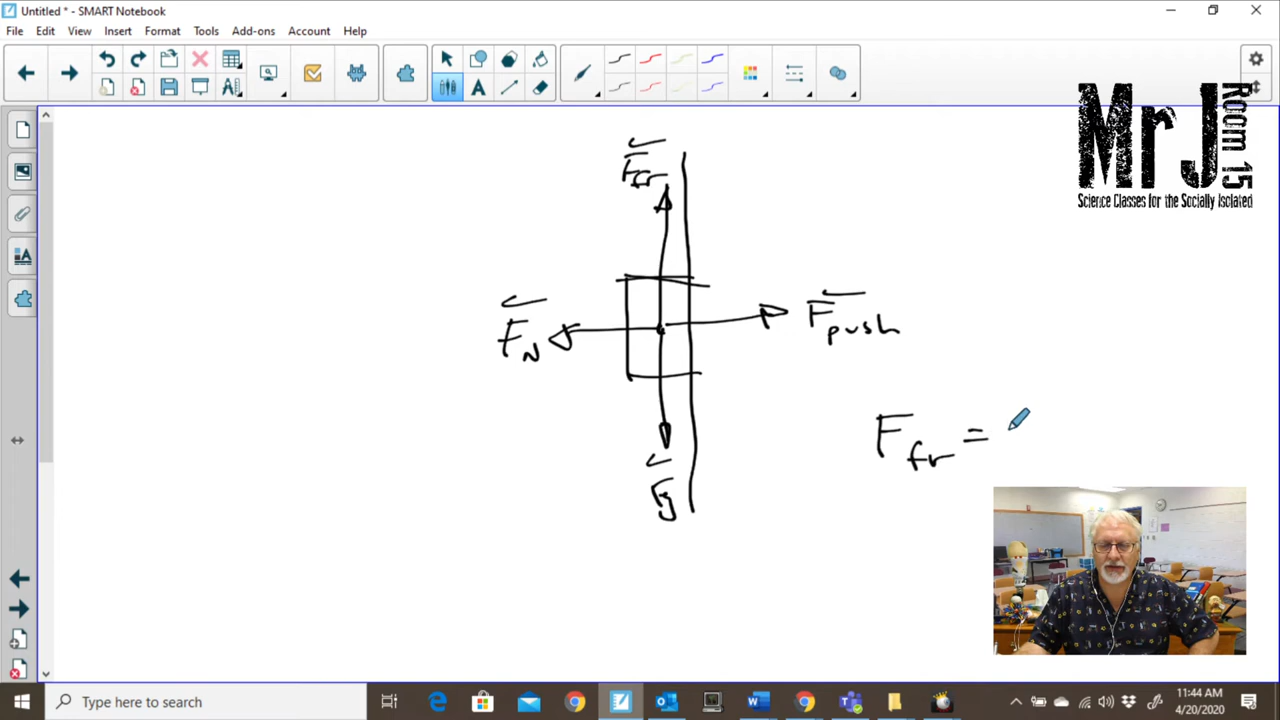 Untitled * - SMART Notebook
File Edit View Insert Format Tools Add-ons Account Help
Mr J
Room 15
Science Classes for the Socially Isolated
Ffr
FN
Fpush
Fg
Ffr =
Type here to search
11:44 AM
4/20/2020